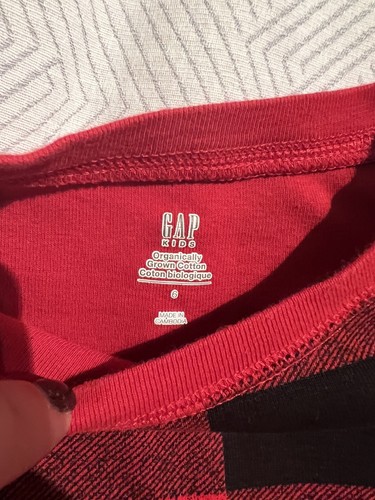 GAP
KIDS
Organically
Grown Cotton
Coton biologique
6
MADE IN
CAMBODIA